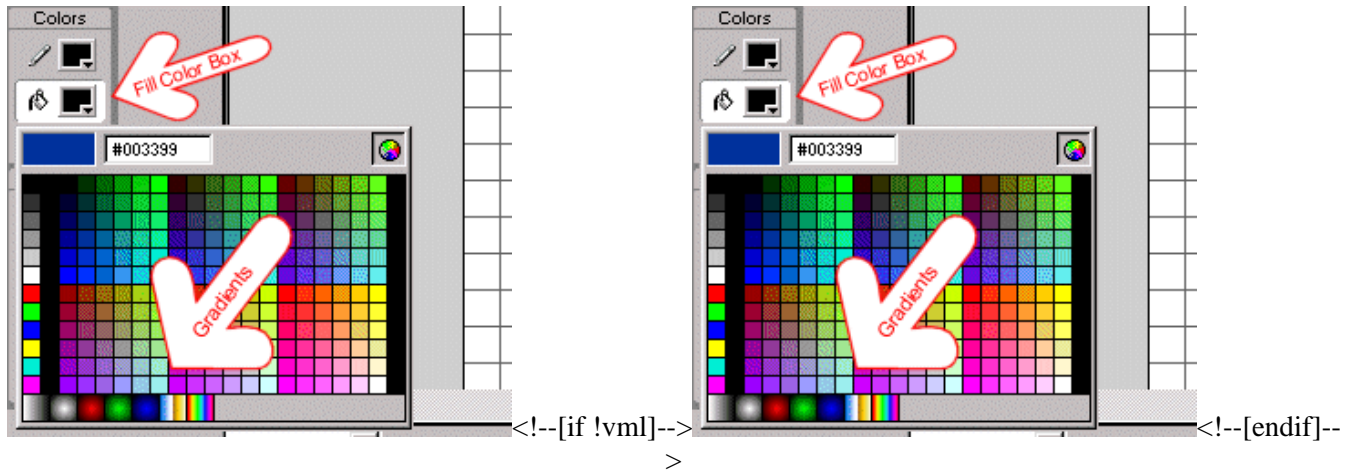 Colors
Fill Color Box
#003399
Gradients
<!--[if !vml]-->
Colors
Fill Color Box
#003399
Gradients
<!--[endif]--
>